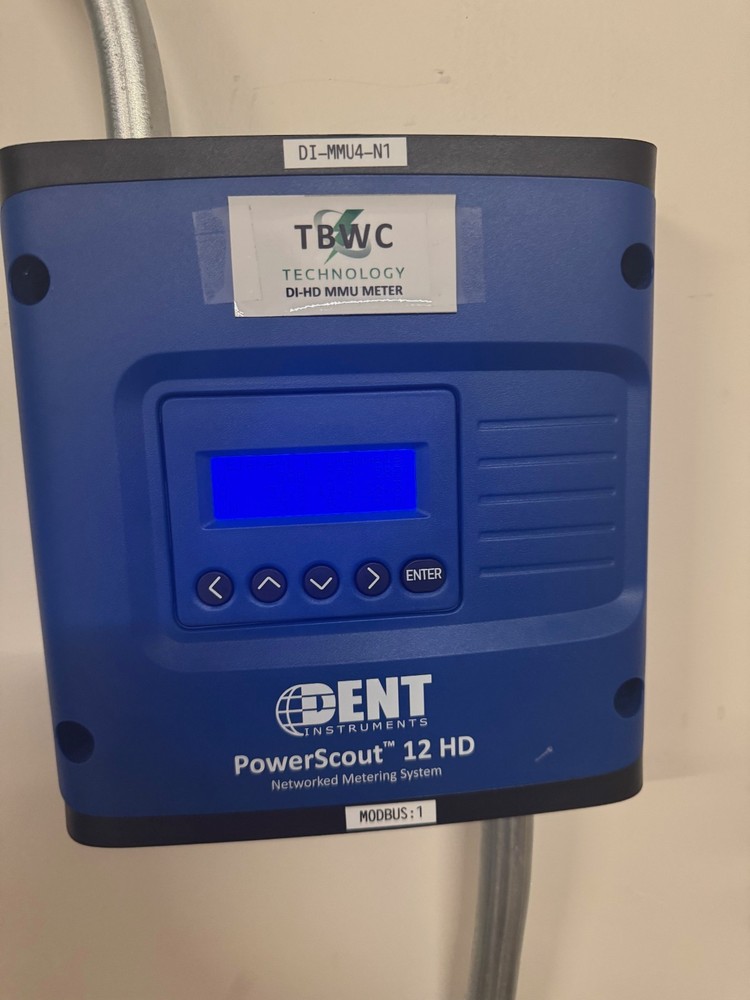 DI-MMU4-N1
TBWC
TECHNOLOGY
DI-HD MMU METER
ENTER
DENT
INSTRUMENTS
PowerScout™ 12 HD
Networked Metering System
MODBUS:1